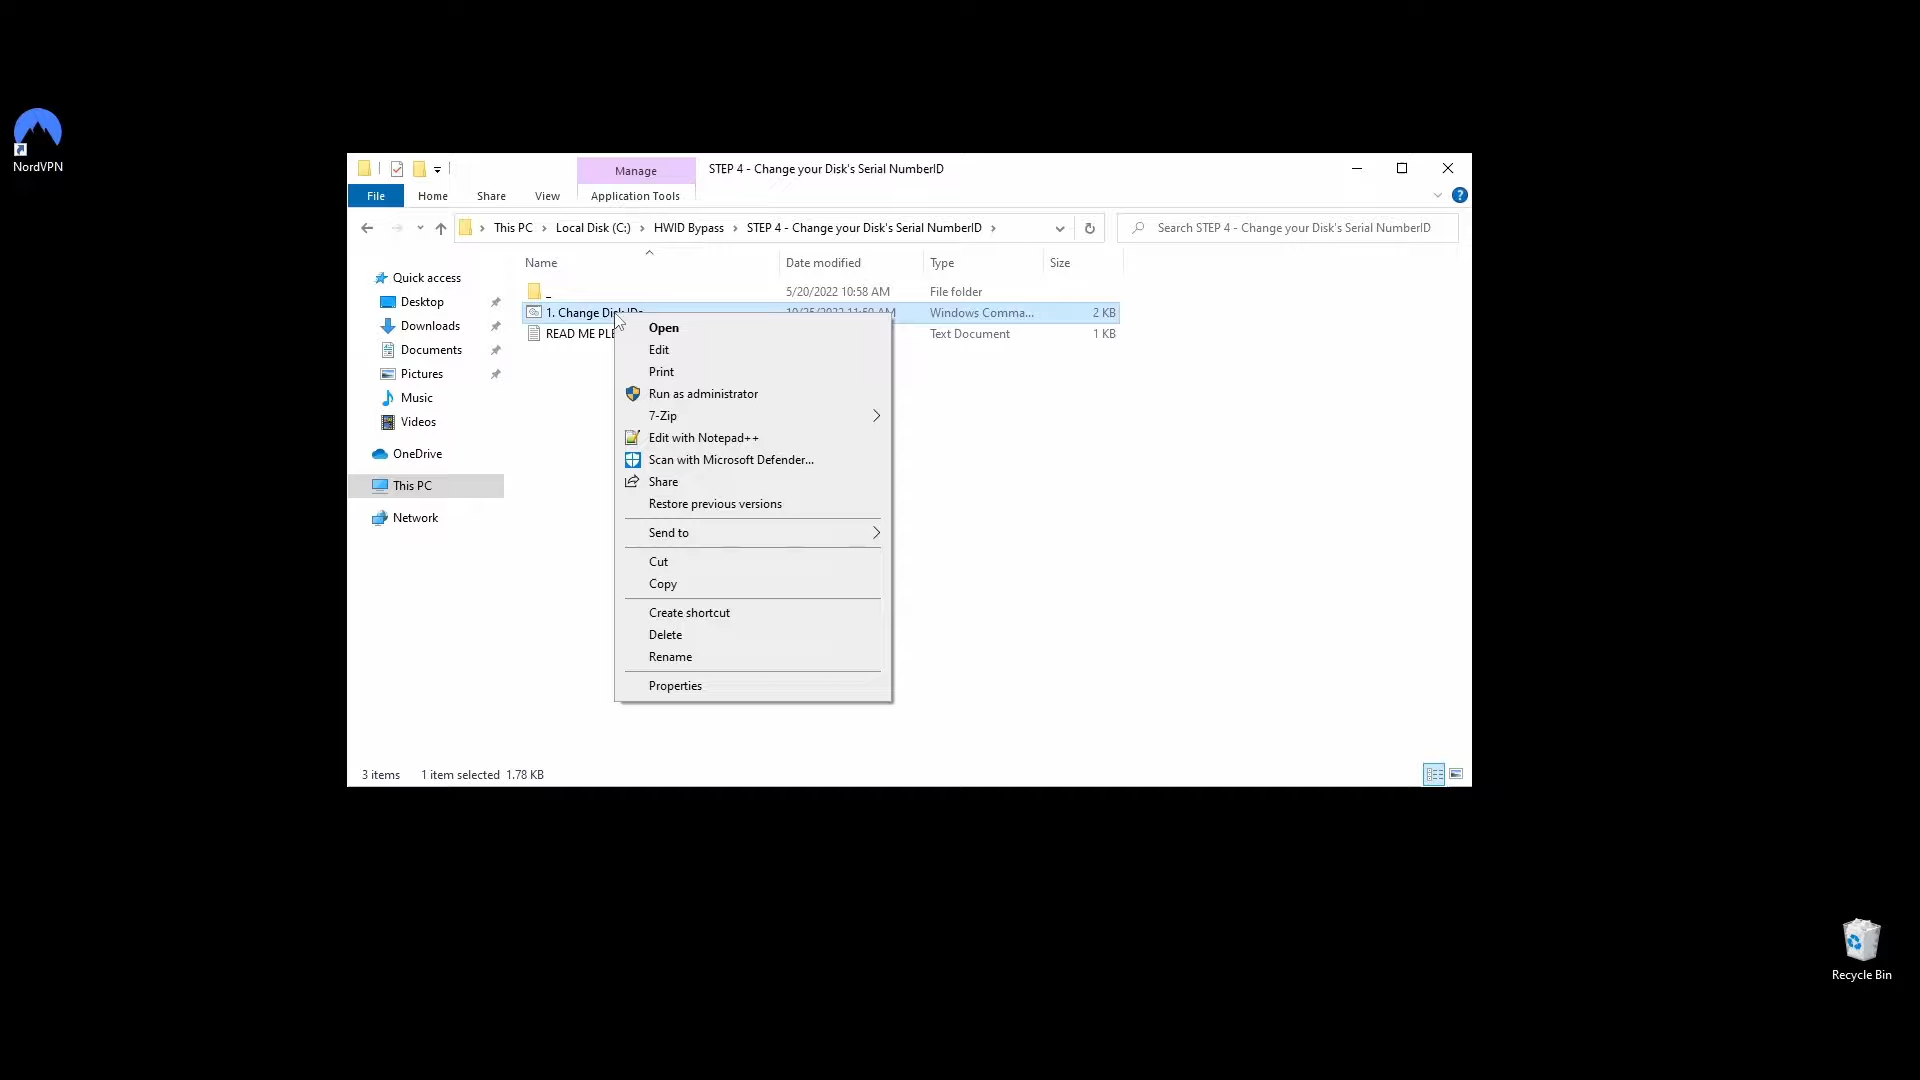 NordVPN
Manage
STEP 4 - Change your Disk's Serial NumberID
File
Home
Share
View
Application Tools
This PC
Local Disk (C:)
HWID Bypass
STEP 4 - Change your Disk's Serial NumberID
Search STEP 4 - Change your Disk's Serial NumberID
Name
Date modified
Type
Size
Quick access
Desktop
Downloads
Documents
Pictures
Music
Videos
OneDrive
This PC
Network
_
5/20/2022 10:58 AM
File folder
1. Change Disk IDs
Windows Comma...
2 KB
READ ME
Text Document
1 KB
Open
Edit
Print
Run as administrator
7-Zip
Edit with Notepad++
Scan with Microsoft Defender...
Share
Restore previous versions
Send to
Cut
Copy
Create shortcut
Delete
Rename
Properties
3 items
1 item selected 1.78 KB
Recycle Bin